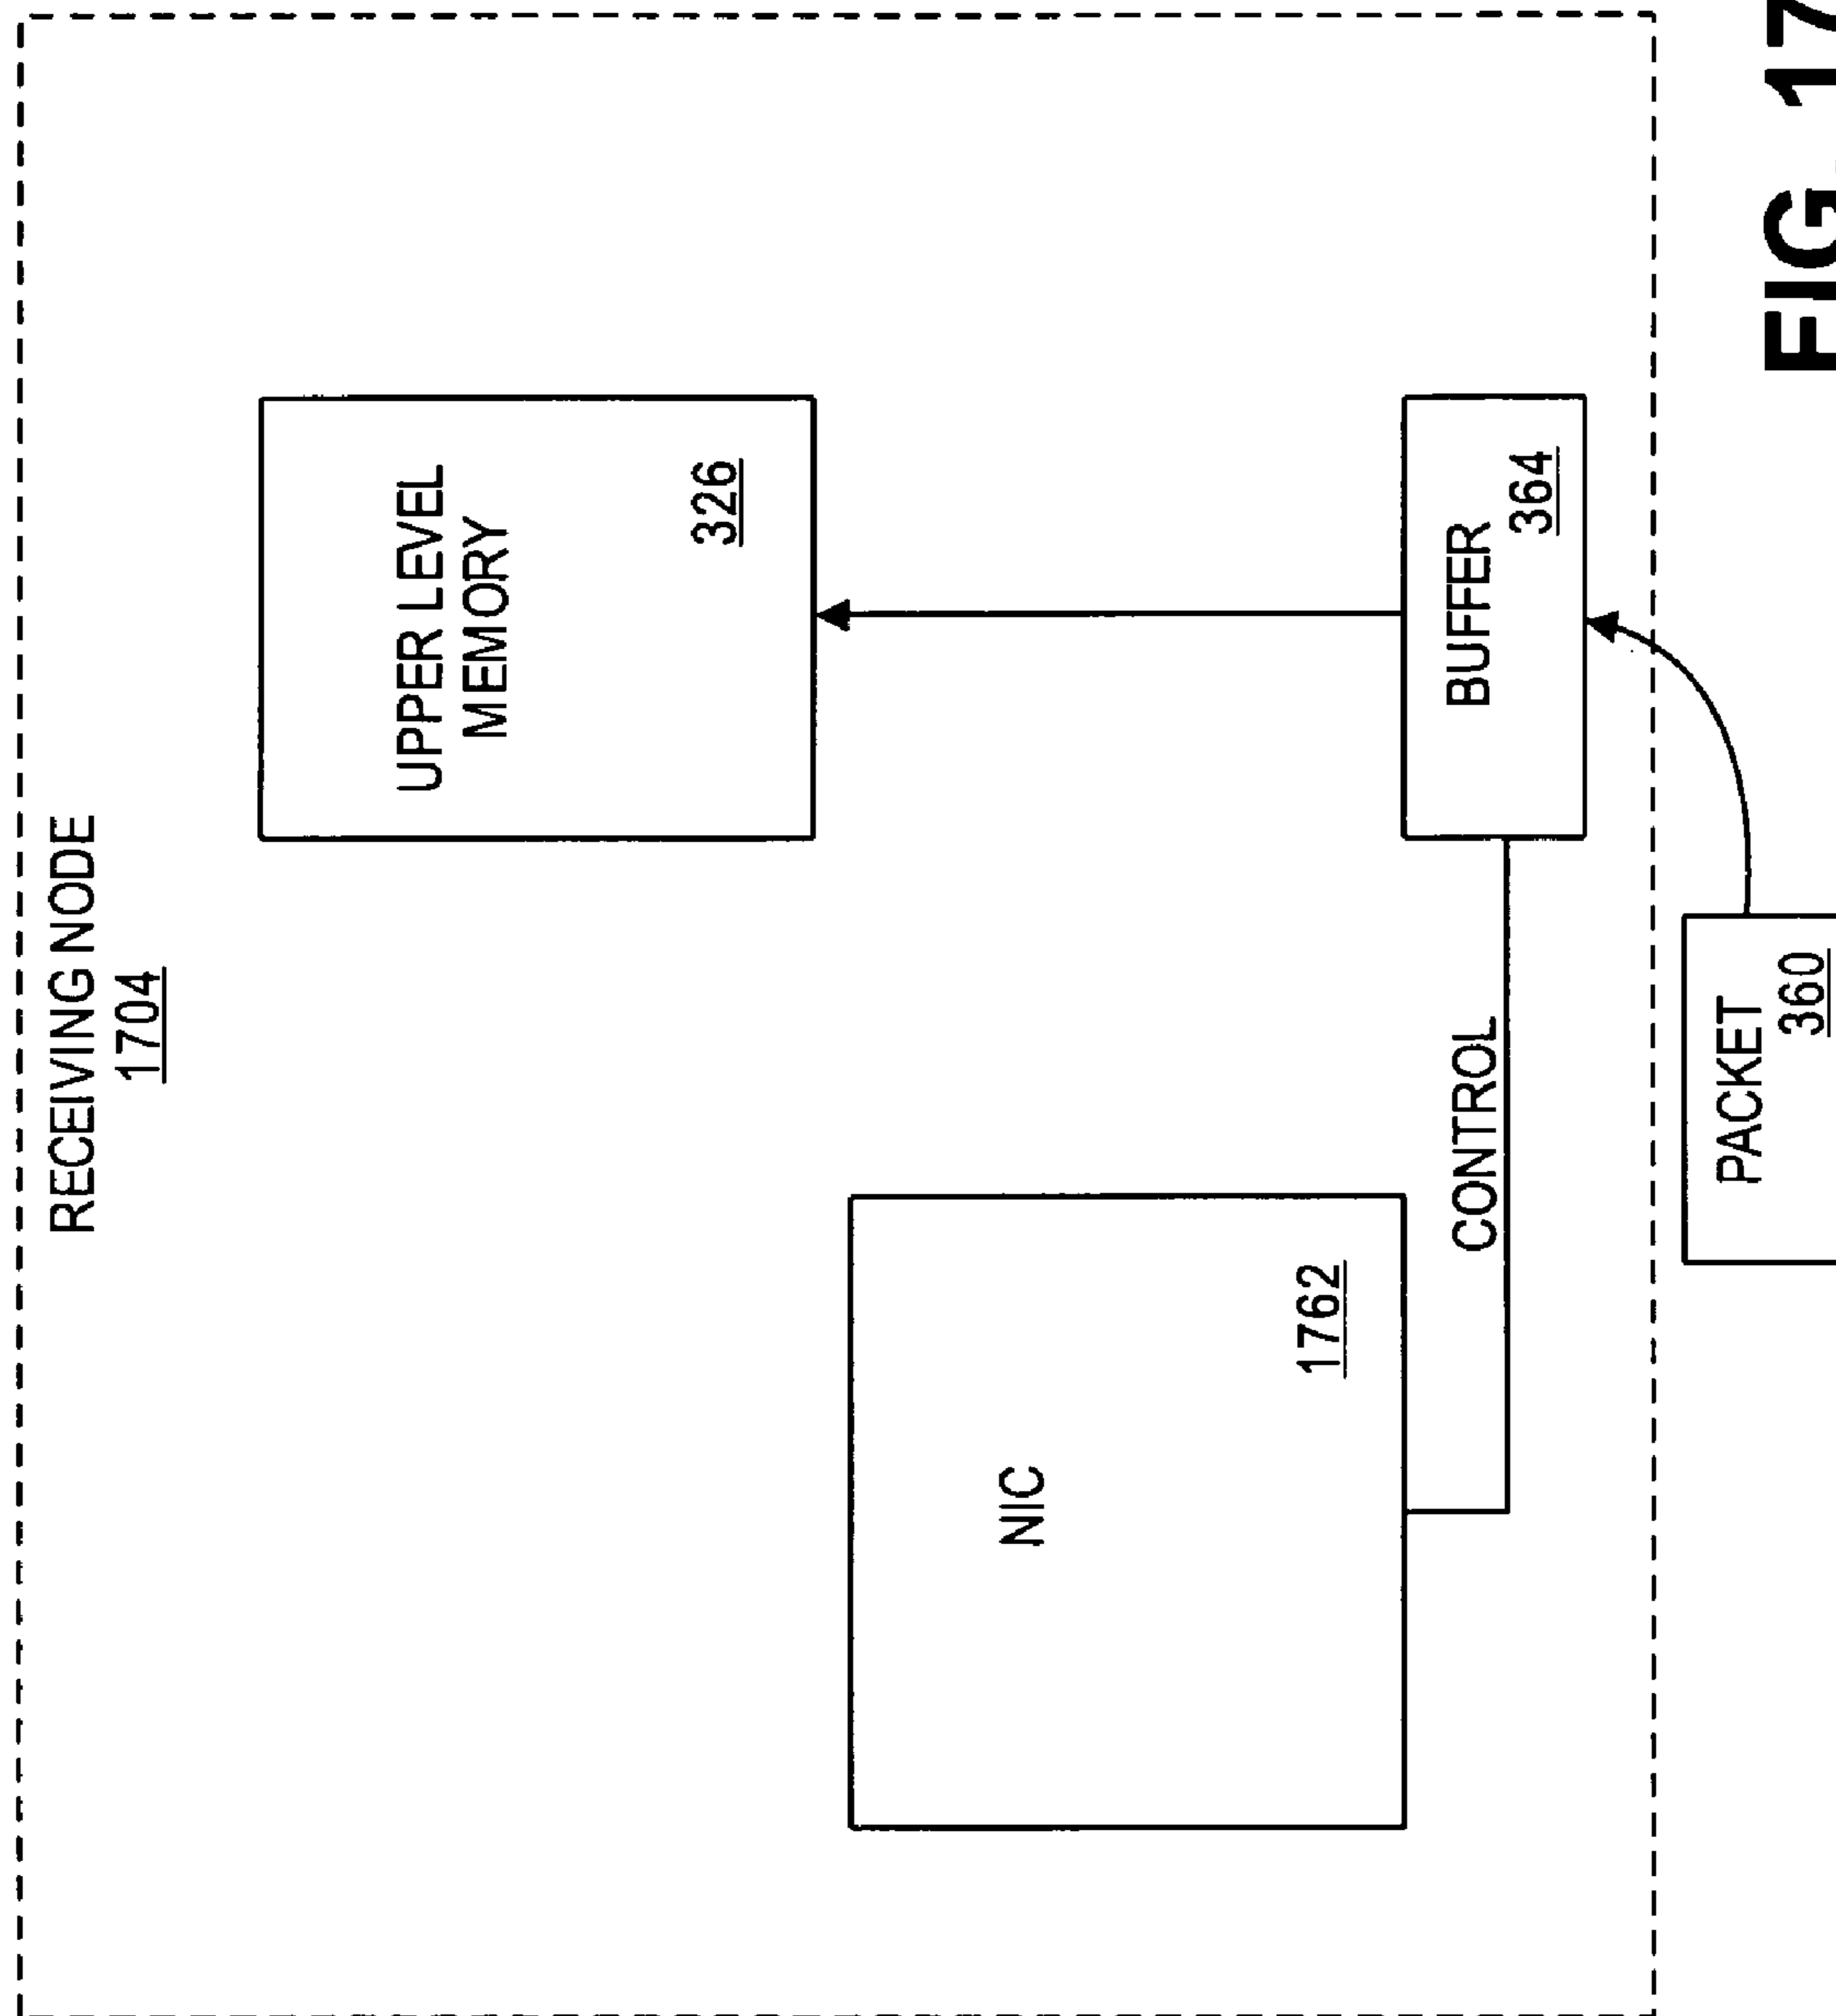 RECEIVING NODE
1704
UPPER LEVEL
MEMORY
326
NIC
1762
CONTROL
BUFFER
364
PACKET
360
FIG. 17